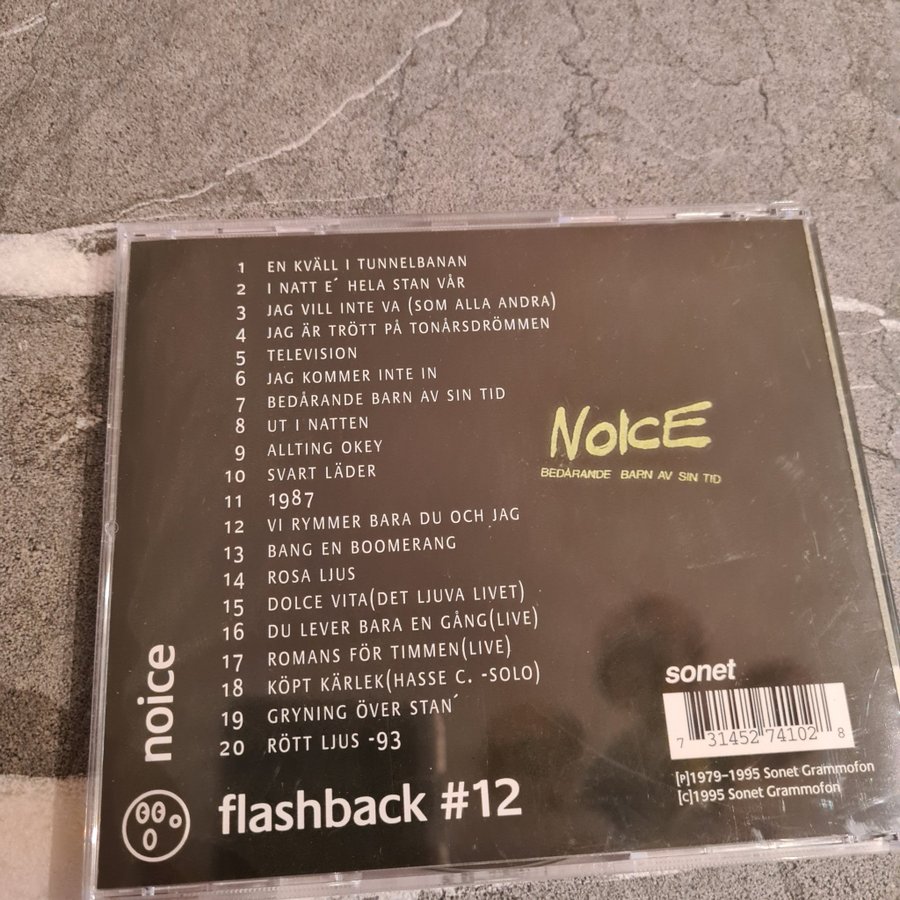 1 EN KVÄLL I TUNNELBANAN
2 I NATT E´ HELA STAN VÅR
3 JAG VILL INTE VA (SOM ALLA ANDRA)
4 JAG ÄR TRÖTT PÅ TONÅRSDRÖMMEN
5 TELEVISION
6 JAG KOMMER INTE IN
7 BEDÅRANDE BARN AV SIN TID
8 UT I NATTEN
9 ALLTING OKEY
10 SVART LÄDER
11 1987
12 VI RYMMER BARA DU OCH JAG
13 BANG EN BOOMERANG
14 ROSA LJUS
15 DOLCE VITA(DET LJUVA LIVET)
16 DU LEVER BARA EN GÅNG(LIVE)
17 ROMANS FÖR TIMMEN(LIVE)
18 KÖPT KÄRLEK(HASSE C. -SOLO)
19 GRYNING ÖVER STAN´
20 RÖTT LJUS -93
NOICE
BEDÅRANDE BARN AV SIN TID
noice
flashback #12
sonet
7 31452 74102 8
[P]1979-1995 Sonet Grammofon
[c]1995 Sonet Grammofon